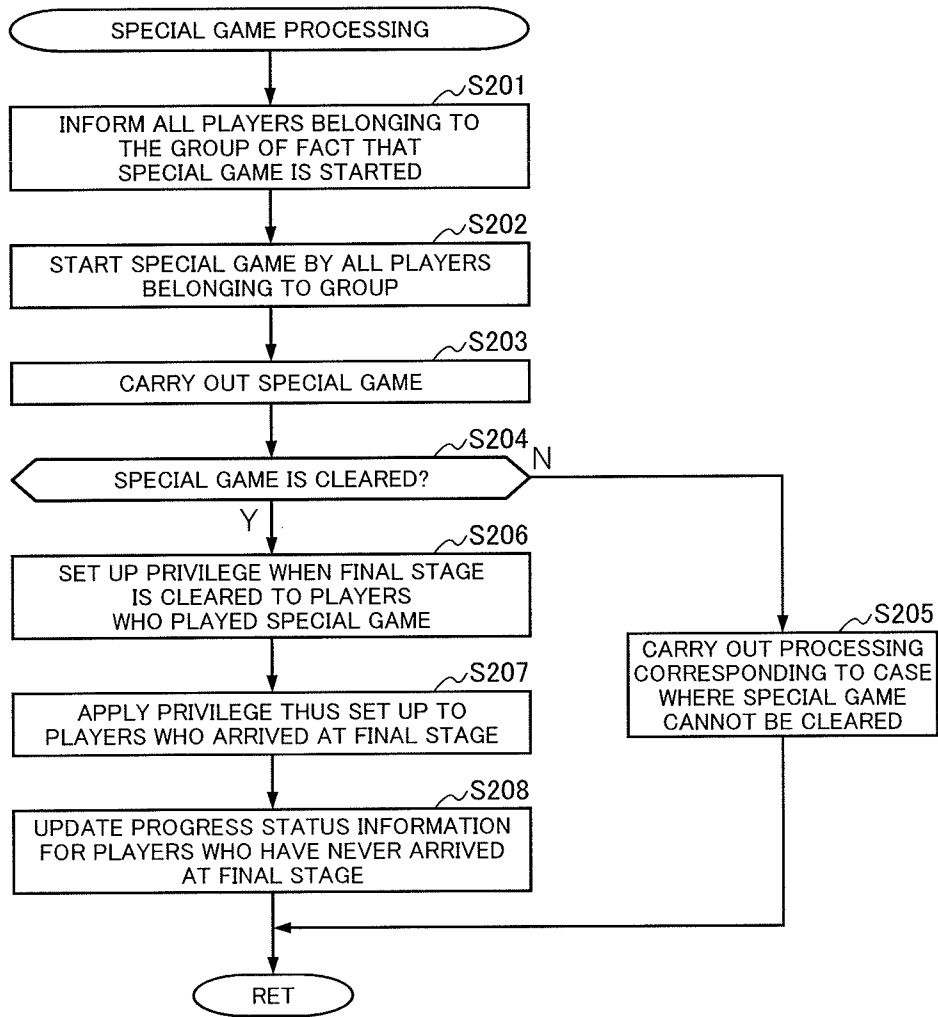 SPECIAL GAME PROCESSING
S201
INFORM ALL PLAYERS BELONGING TO
THE GROUP OF FACT THAT
SPECIAL GAME IS STARTED
S202
START SPECIAL GAME BY ALL PLAYERS
BELONGING TO GROUP
S203
CARRY OUT SPECIAL GAME
S204
SPECIAL GAME IS CLEARED?
N
Y
S206
SET UP PRIVILEGE WHEN FINAL STAGE
IS CLEARED TO PLAYERS
WHO PLAYED SPECIAL GAME
S205
CARRY OUT PROCESSING
CORRESPONDING TO CASE
WHERE SPECIAL GAME
CANNOT BE CLEARED
S207
APPLY PRIVILEGE THUS SET UP TO
PLAYERS WHO ARRIVED AT FINAL STAGE
S208
UPDATE PROGRESS STATUS INFORMATION
FOR PLAYERS WHO HAVE NEVER ARRIVED
AT FINAL STAGE
RET